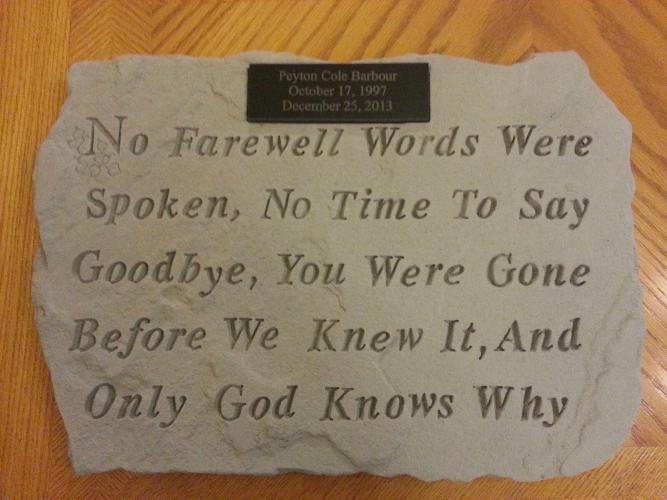 Peyton Cole Barbour
October 17, 1997
December 25, 2013
No Farewell Words Were
Spoken, No Time To Say
Goodbye, You Were Gone
Before We Knew It, And
Only God Knows Why